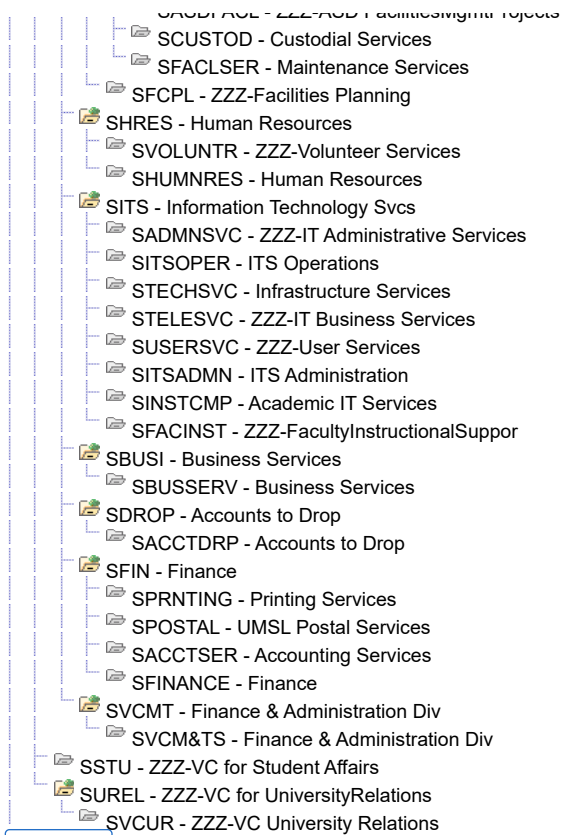 SASDFACL - ZZZ-ASD FacilitiesMgmtProjects
SCUSTOD - Custodial Services
SFACLSER - Maintenance Services
SFCPL - ZZZ-Facilities Planning
SHRES - Human Resources
SVOLUNTR - ZZZ-Volunteer Services
SHUMNRES - Human Resources
SITS - Information Technology Svcs
SADMNSVC - ZZZ-IT Administrative Services
SITSOPER - ITS Operations
STECHSVC - Infrastructure Services
STELESVC - ZZZ-IT Business Services
SUSERSVC - ZZZ-User Services
SITSADMN - ITS Administration
SINSTCMP - Academic IT Services
SFACINST - ZZZ-FacultyInstructionalSuppor
SBUSI - Business Services
SBUSSERV - Business Services
SDROP - Accounts to Drop
SACCTDRP - Accounts to Drop
SFIN - Finance
SPRNTING - Printing Services
SPOSTAL - UMSL Postal Services
SACCTSER - Accounting Services
SFINANCE - Finance
SVCMT - Finance & Administration Div
SVCM&TS - Finance & Administration Div
SSTU - ZZZ-VC for Student Affairs
SUREL - ZZZ-VC for UniversityRelations
SVCUR - ZZZ-VC University Relations